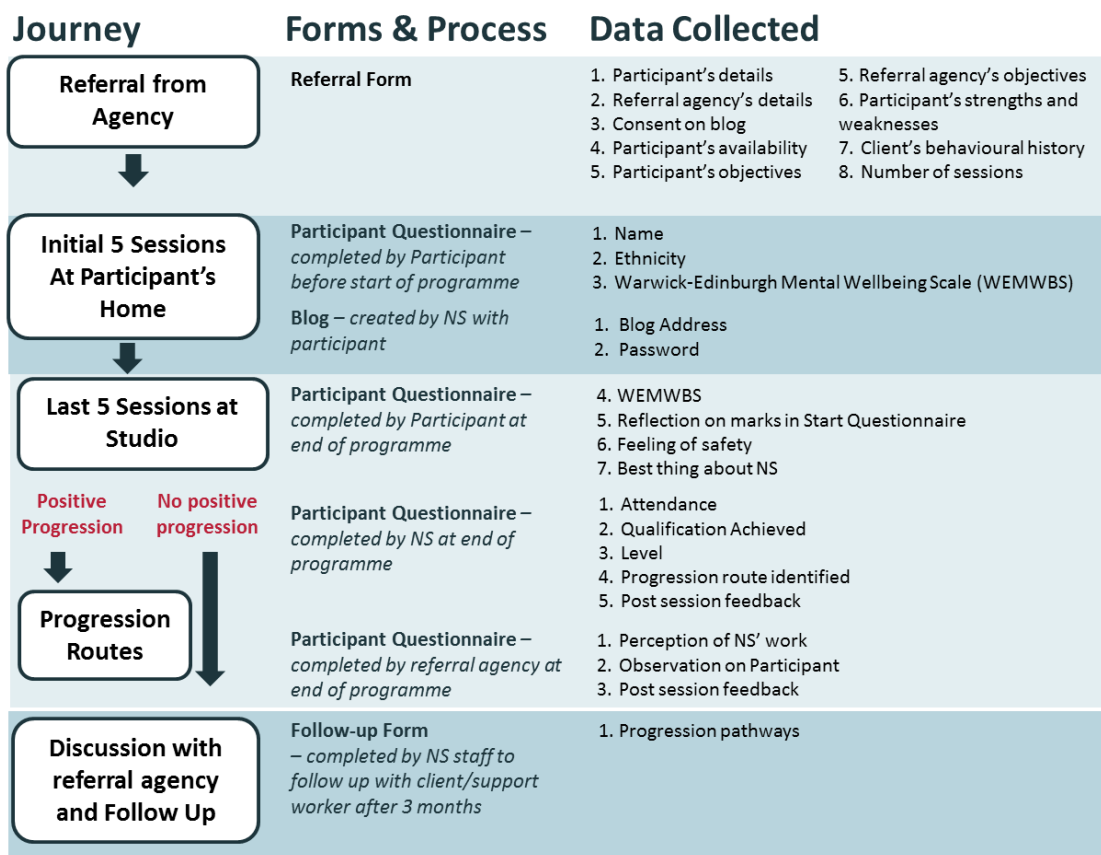 Journey
Forms & Process
Data Collected
Referral from
Agency
Referral Form
1. Participant's details
2. Referral agency's details
3. Consent on blog
4. Participant's availability
5. Participant's objectives
5. Referral agency's objectives
6. Participant's strengths and
weaknesses
7. Client's behavioural history
8. Number of sessions
Initial 5 Sessions
At Participant's
Home
Participant Questionnaire –
completed by Participant
before start of programme
1. Name
2. Ethnicity
3. Warwick-Edinburgh Mental Wellbeing Scale (WEMWBS)
Blog – created by NS with
participant
1. Blog Address
2. Password
Last 5 Sessions at
Studio
Participant Questionnaire –
completed by Participant at
end of programme
4. WEMWBS
5. Reflection on marks in Start Questionnaire
6. Feeling of safety
7. Best thing about NS
Positive
Progression
No positive
progression
Participant Questionnaire –
completed by NS at end of
programme
1. Attendance
2. Qualification Achieved
3. Level
4. Progression route identified
5. Post session feedback
Progression
Routes
Participant Questionnaire –
completed by referral agency at
end of programme
1. Perception of NS' work
2. Observation on Participant
3. Post session feedback
Discussion with
referral agency
and Follow Up
Follow-up Form
– completed by NS staff to
follow up with client/support
worker after 3 months
1. Progression pathways